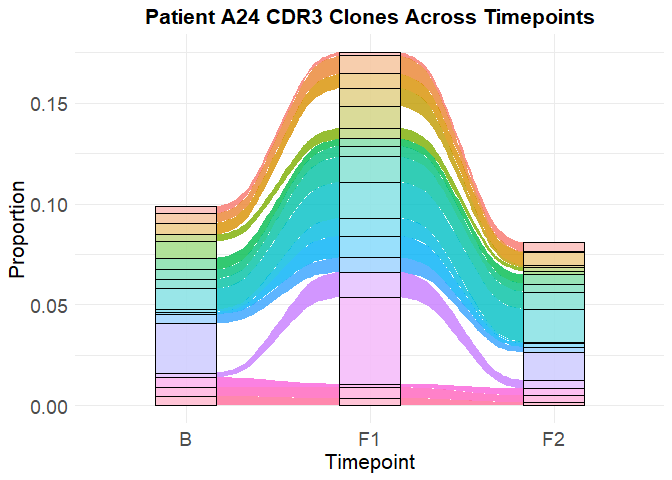 Patient A24 CDR3 Clones Across Timepoints
Proportion
0.15
0.10
0.05
0.00
B F1 F2
Timepoint